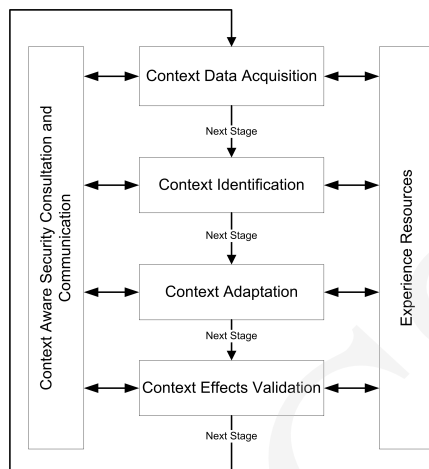 Context Aware Security Consultation and
Communication
Context Data Acquisition
Next Stage
Context Identification
Next Stage
Context Adaptation
Next Stage
Context Effects Validation
Next Stage
Experience Resources